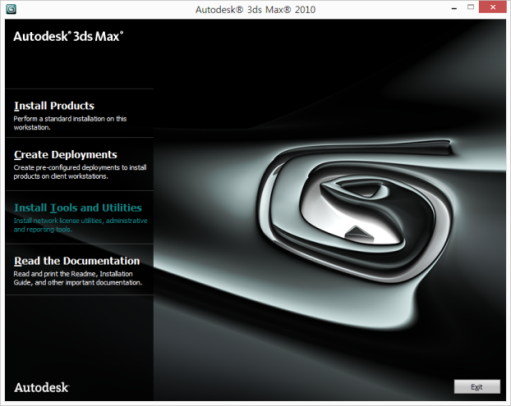 Autodesk® 3ds Max® 2010
Autodesk® 3ds Max®
Install Products
Perform a standard installation on this
workstation.
Create Deployments
Create pre-configured deployments to install
products on client workstations.
Install Tools and Utilities
Install network license utilities, administrative
and reporting tools.
Read the Documentation
Read and print the Readme, Installation
Guide, and other important documentation.
Autodesk
Exit